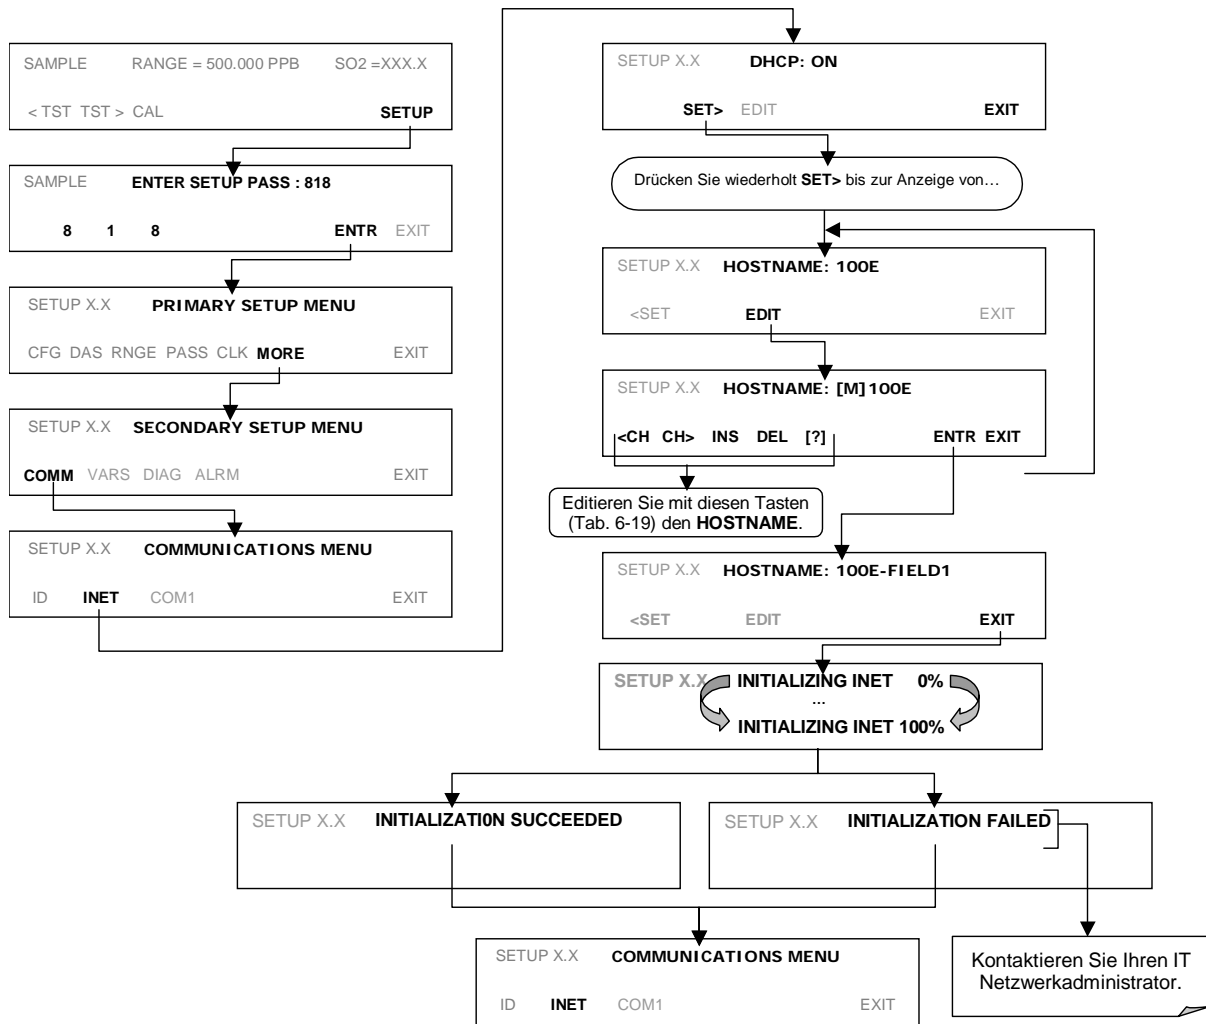 SAMPLE RANGE = 500.000 PPB SO2 =XXX.X
< TST TST > CAL SETUP
SAMPLE ENTER SETUP PASS : 818
8 1 8 ENTR EXIT
SETUP X.X PRIMARY SETUP MENU
CFG DAS RNGE PASS CLK MORE EXIT
SETUP X.X SECONDARY SETUP MENU
COMM VARS DIAG ALRM EXIT
SETUP X.X COMMUNICATIONS MENU
ID INET COM1 EXIT
SETUP X.X DHCP: ON
SET> EDIT EXIT
Drücken Sie wiederholt SET> bis zur Anzeige von…
SETUP X.X HOSTNAME: 100E
<SET EDIT EXIT
SETUP X.X HOSTNAME: [M]100E
<CH CH> INS DEL [?] ENTR EXIT
Editieren Sie mit diesen Tasten
(Tab. 6-19) den HOSTNAME.
SETUP X.X HOSTNAME: 100E-FIELD1
<SET EDIT EXIT
SETUP X.X INITIALIZING INET 0%
…
INITIALIZING INET 100%
SETUP X.X INITIALIZATI0N SUCCEEDED
SETUP X.X INITIALIZATION FAILED
SETUP X.X COMMUNICATIONS MENU
ID INET COM1 EXIT
Kontaktieren Sie Ihren IT
Netzwerkadministrator.